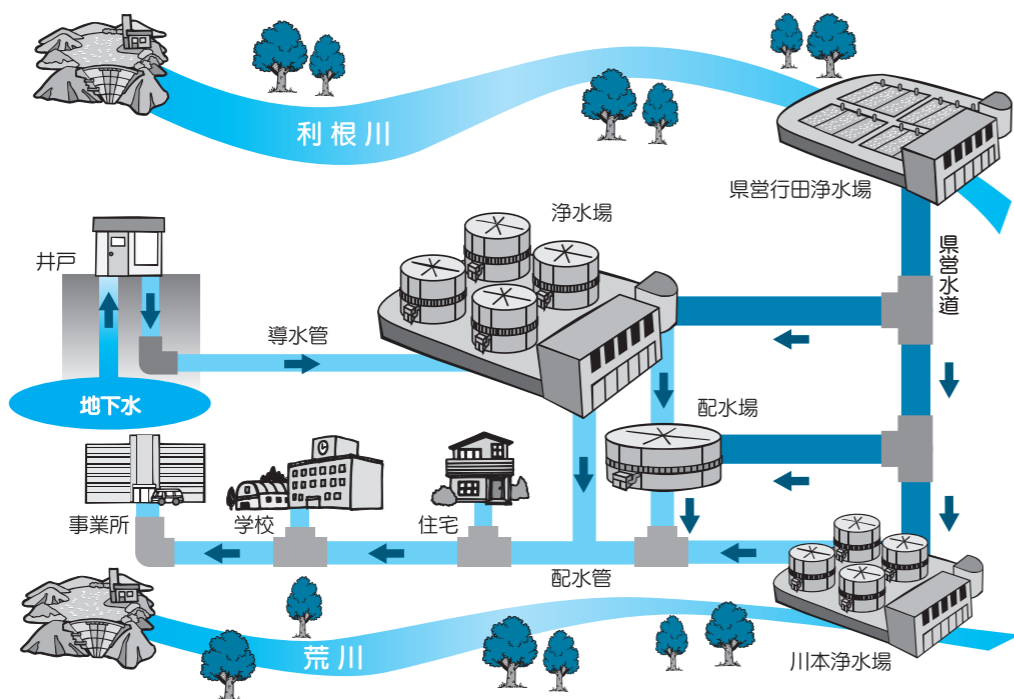 利根川
県営行田浄水場
浄水場
井戸
県営水道
導水管
地下水
配水場
事業所
学校
住宅
配水管
荒川
川本浄水場